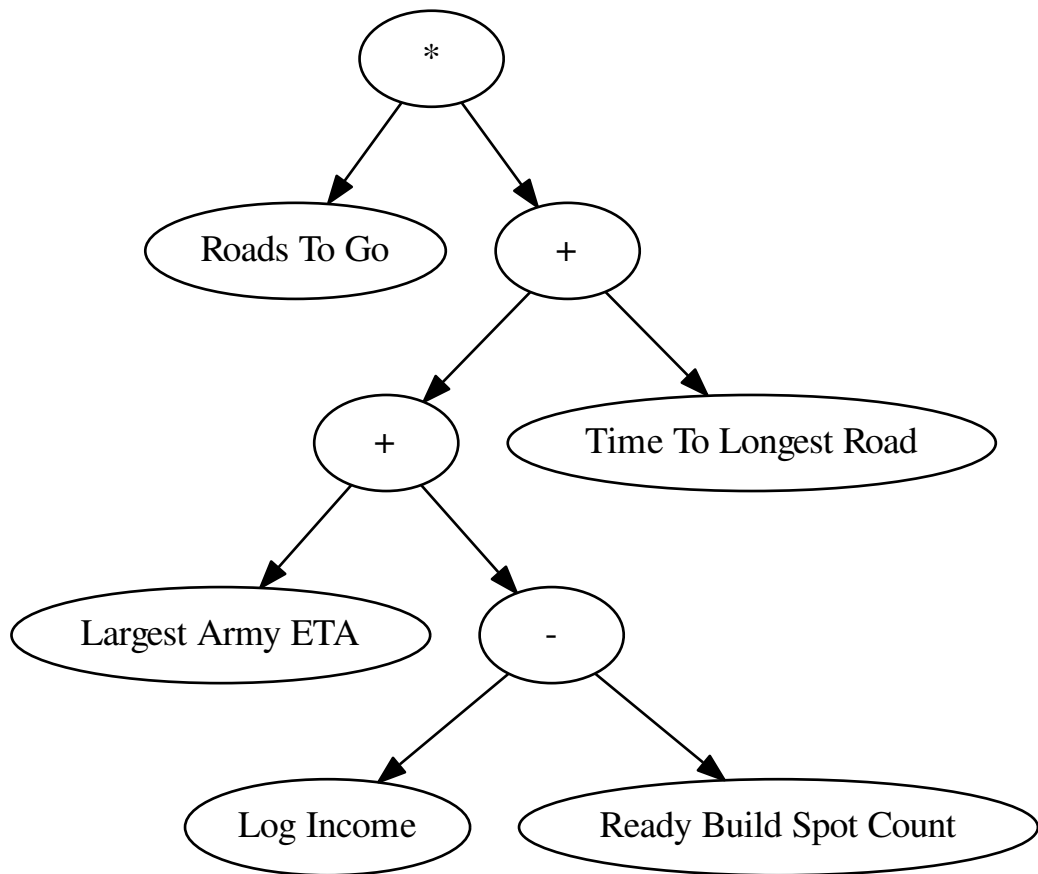 *
Roads To Go
+
+
Time To Longest Road
Largest Army ETA
-
Log Income
Ready Build Spot Count